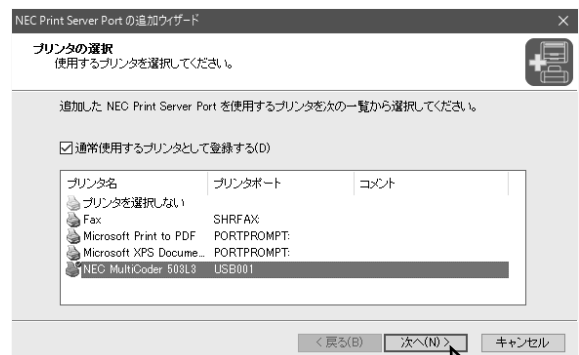 NEC Print Server Port の追加ウィザード
プリンタの選択
使用するプリンタを選択してください。
追加した NEC Print Server Port を使用するプリンタを次の一覧から選択してください。
通常使用するプリンタとして登録する(D)
プリンタ名 プリンタポート コメント
プリンタを選択しない
Fax SHRFAX:
Microsoft Print to PDF PORTPROMPT:
Microsoft XPS Docume... PORTPROMPT:
NEC MultiCoder 503L3 USB001
< 戻る(B) 次へ(N) > キャンセル